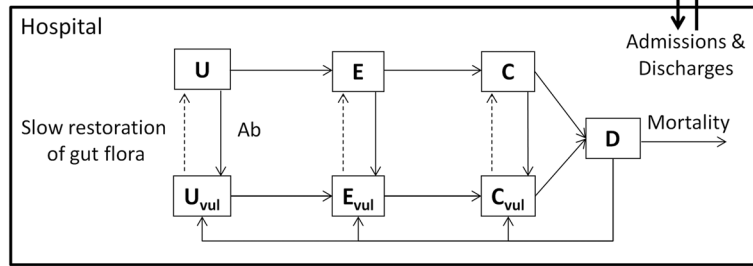 Hospital
Admissions &
Discharges
U
E
C
Slow restoration
of gut flora
Ab
D
Mortality
Uvul
Evul
Cvul